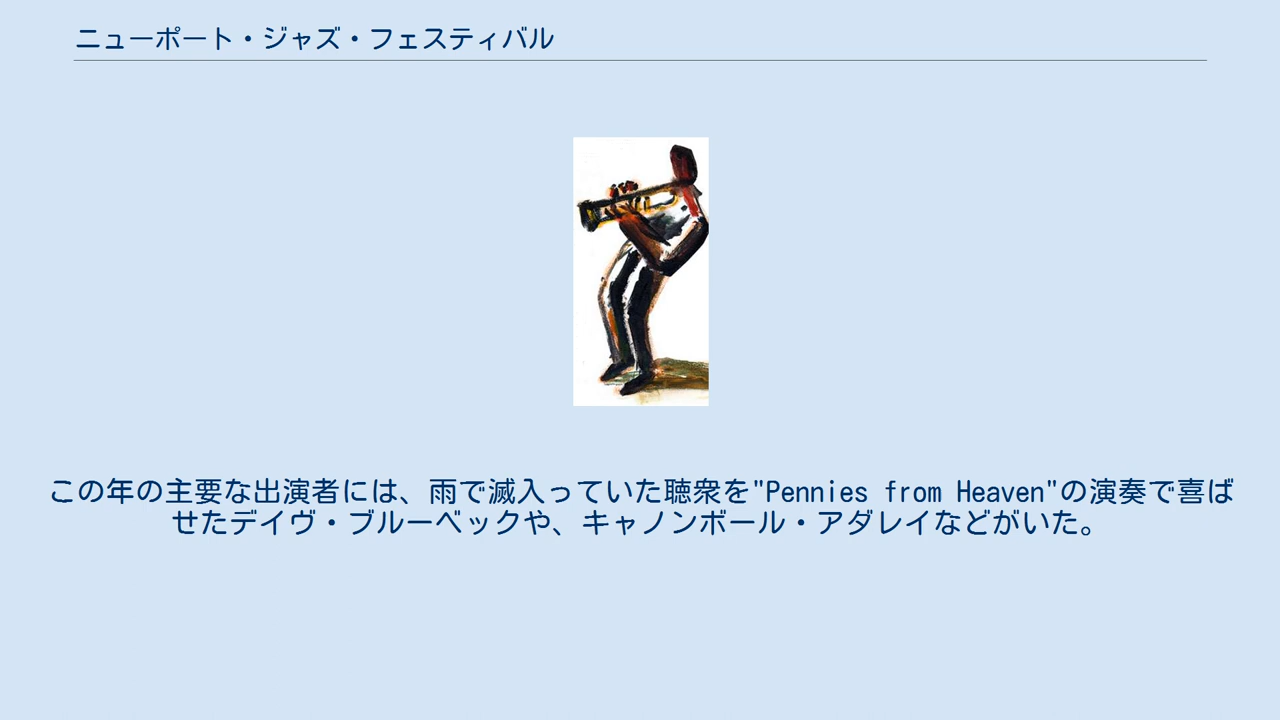 ニューポート・ジャズ・フェスティバル
この年の主要な出演者には、雨で滅入っていた聴衆を"Pennies from Heaven"の演奏で喜ば
せたデイヴ・ブルーベックや、キャノンボール・アダレイなどがいた。